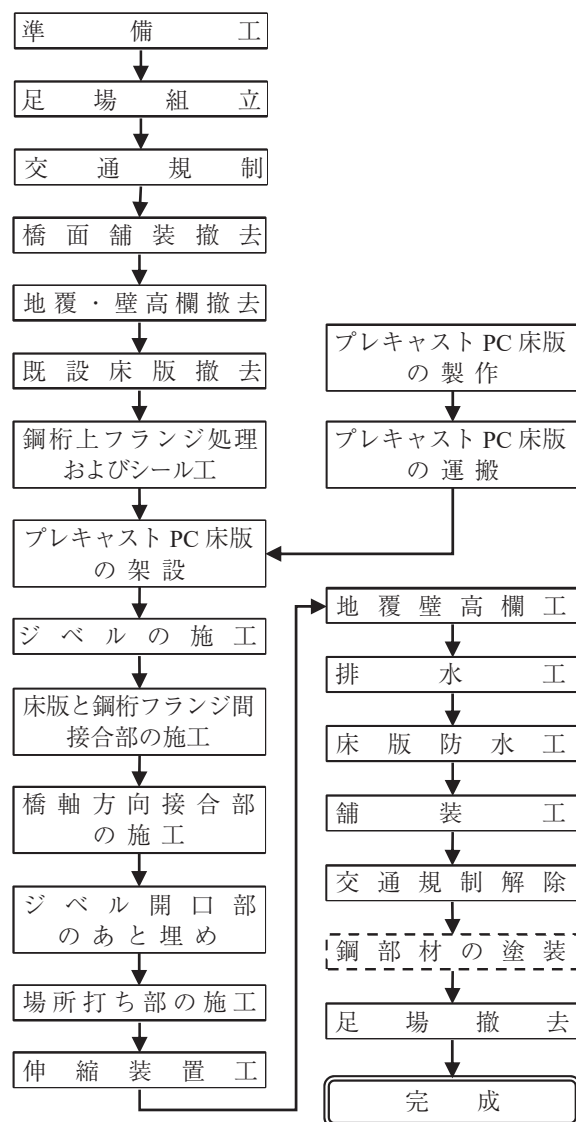 準備工
足場組立
交通規制
橋面舗装撤去
地覆・壁高欄撤去
既設床版撤去
鋼桁上フランジ処理
およびシール工
プレキャスト PC 床版
の製作
プレキャスト PC 床版
の運搬
プレキャスト PC 床版
の架設
ジベルの施工
床版と鋼桁フランジ間
接合部の施工
橋軸方向接合部
の施工
ジベル開口部
のあと埋め
場所打ち部の施工
伸縮装置工
地覆壁高欄工
排水工
床版防水工
舗装工
交通規制解除
鋼部材の塗装
足場撤去
完成